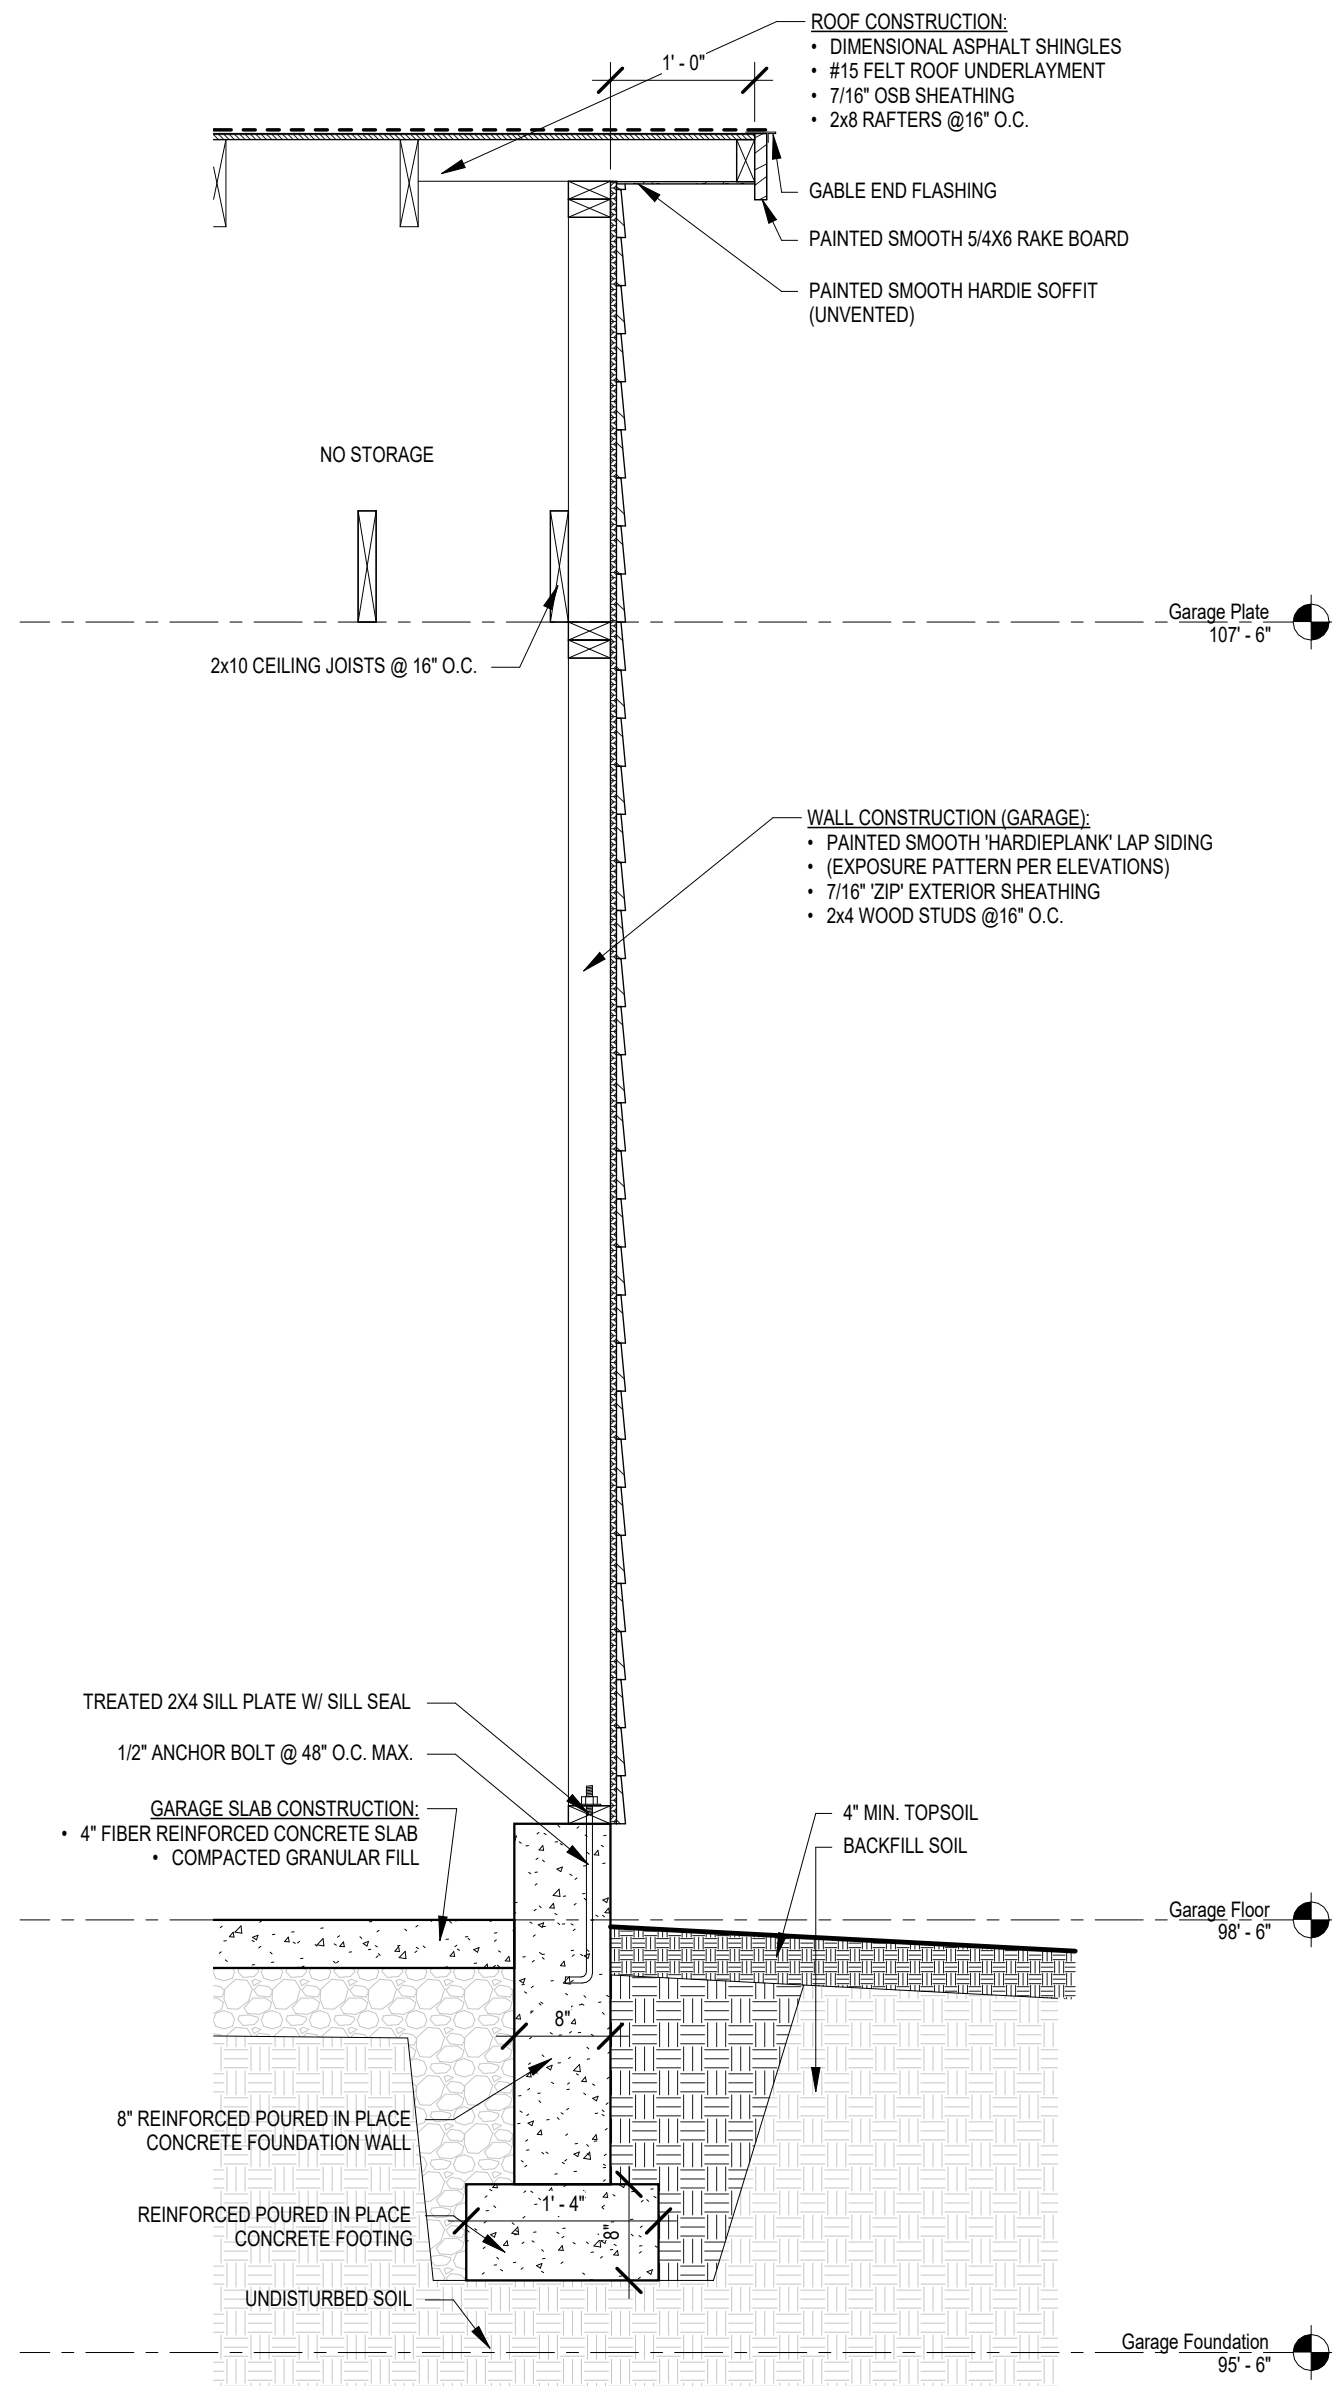 ROOF CONSTRUCTION:
• DIMENSIONAL ASPHALT SHINGLES
• #15 FELT ROOF UNDERLAYMENT
• 7/16" OSB SHEATHING
• 2x8 RAFTERS @16" O.C.
1' - 0"
GABLE END FLASHING
PAINTED SMOOTH 5/4X6 RAKE BOARD
PAINTED SMOOTH HARDIE SOFFIT
(UNVENTED)
NO STORAGE
Garage Plate
107' - 6"
2x10 CEILING JOISTS @ 16" O.C.
WALL CONSTRUCTION (GARAGE):
• PAINTED SMOOTH 'HARDIEPLANK' LAP SIDING
• (EXPOSURE PATTERN PER ELEVATIONS)
• 7/16" 'ZIP' EXTERIOR SHEATHING
• 2x4 WOOD STUDS @16" O.C.
TREATED 2X4 SILL PLATE W/ SILL SEAL
1/2" ANCHOR BOLT @ 48" O.C. MAX.
GARAGE SLAB CONSTRUCTION:
• 4" FIBER REINFORCED CONCRETE SLAB
• COMPACTED GRANULAR FILL
4" MIN. TOPSOIL
BACKFILL SOIL
Garage Floor
98' - 6"
8"
8" REINFORCED POURED IN PLACE
CONCRETE FOUNDATION WALL
1' - 4"
8"
REINFORCED POURED IN PLACE
CONCRETE FOOTING
UNDISTURBED SOIL
Garage Foundation
95' - 6"